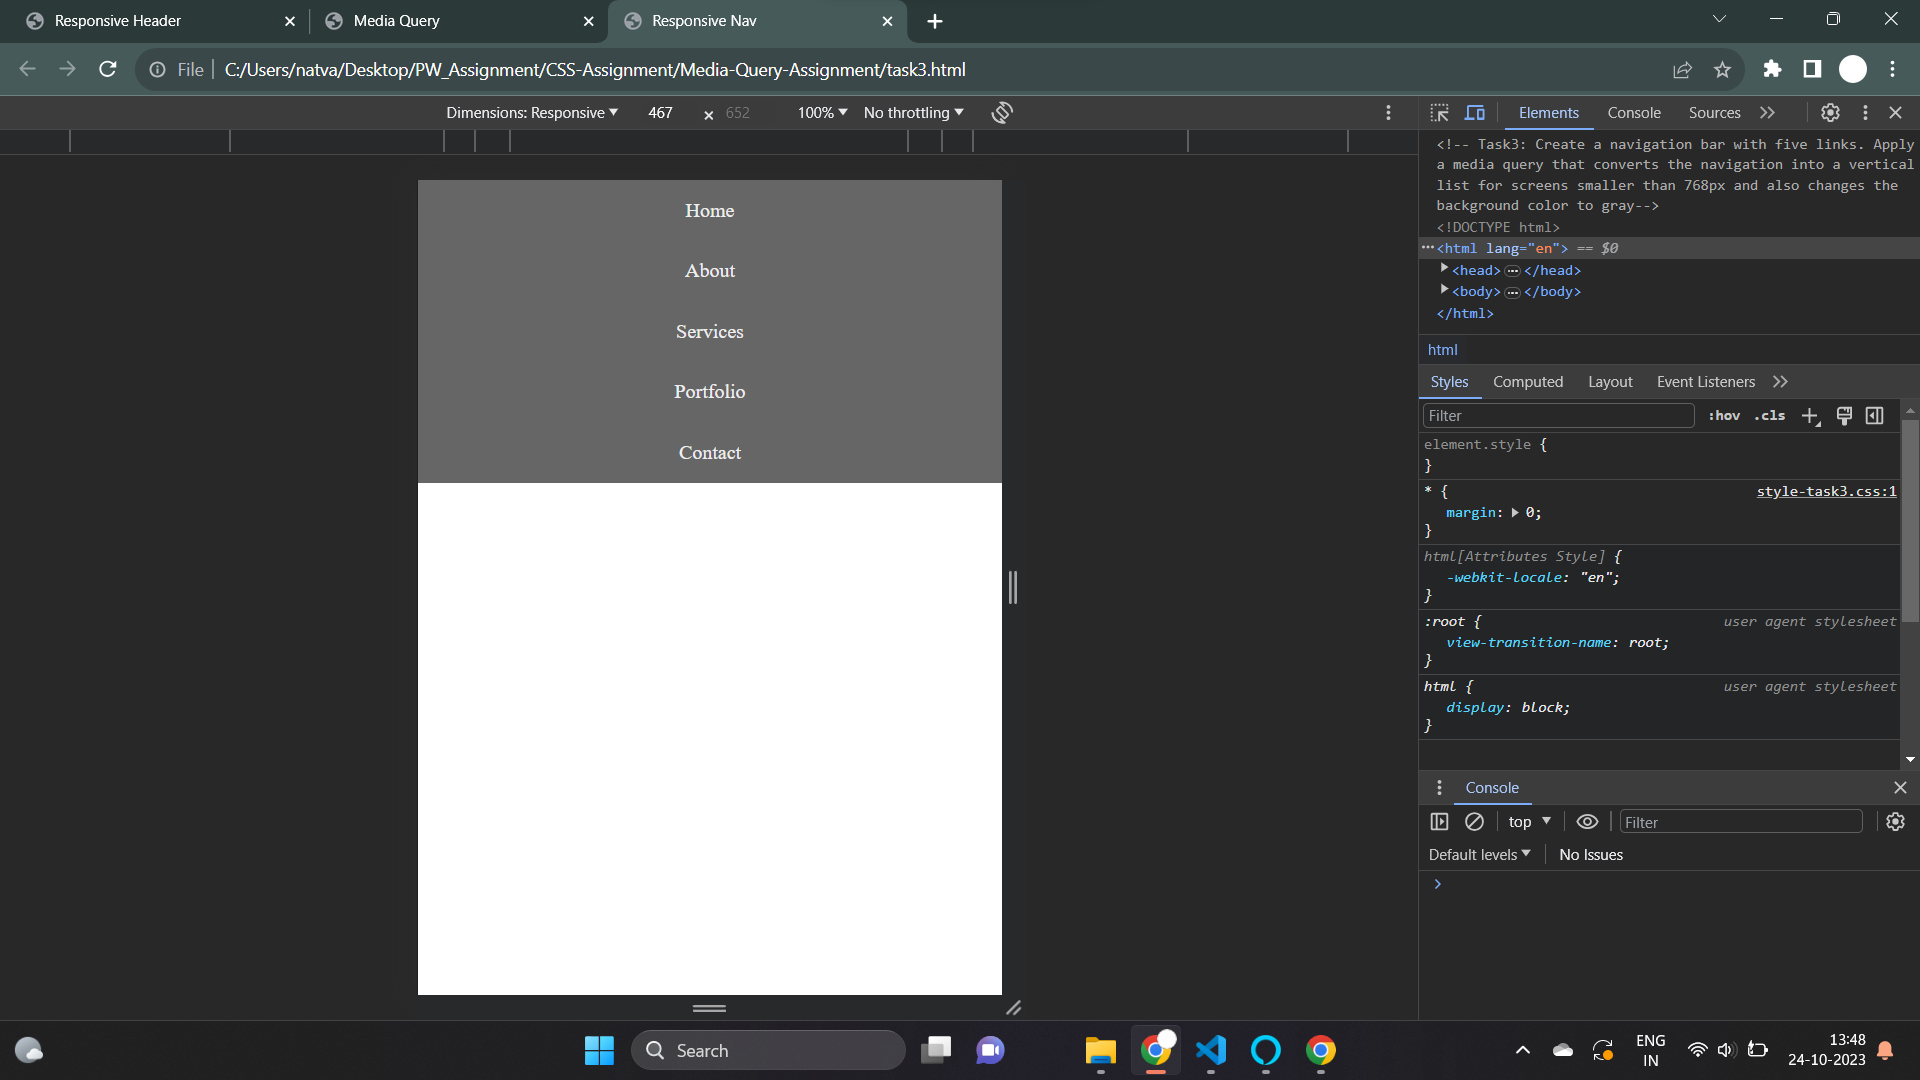 Responsive Header
Media Query
Responsive Nav
File
C:/Users/natva/Desktop/PW_Assignment/CSS-Assignment/Media-Query-Assignment/task3.html
Dimensions: Responsive
467
×
652
100%
No throttling
Elements
Console
Sources
Home
About
Services
Portfolio
Contact
<!-- Task3: Create a navigation bar with five links. Apply
a media query that converts the navigation into a vertical
list for screens smaller than 768px and also changes the
background color to gray-->
<!DOCTYPE html>
<html lang="en"> == $0
<head> ⋯ </head>
<body> ⋯ </body>
</html>
html
Styles
Computed
Layout
Event Listeners
Filter
:hov
.cls
element.style {
}
* {
style-task3.css:1
margin: 0;
}
html[Attributes Style] {
-webkit-locale: "en";
}
:root {
user agent stylesheet
view-transition-name: root;
}
html {
user agent stylesheet
display: block;
}
Console
top
Filter
Default levels
No Issues
Search
ENG
IN
13:48
24-10-2023